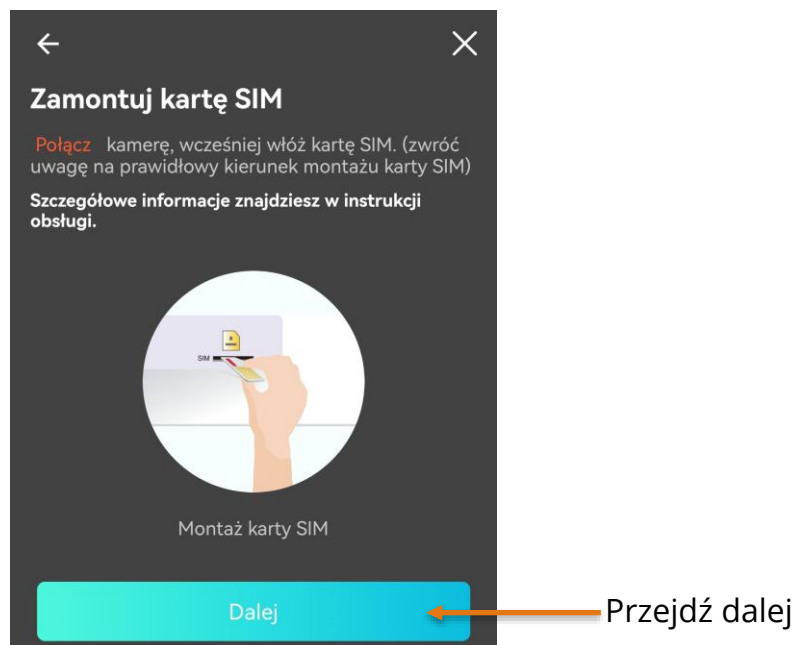 Zamontuj kartę SIM
Połącz kamerę, wcześniej włóż kartę SIM. (zwróć
uwagę na prawidłowy kierunek montażu karty SIM)
Szczegółowe informacje znajdziesz w instrukcji
obsługi.
SIM
Montaż karty SIM
Dalej
Przejdź dalej